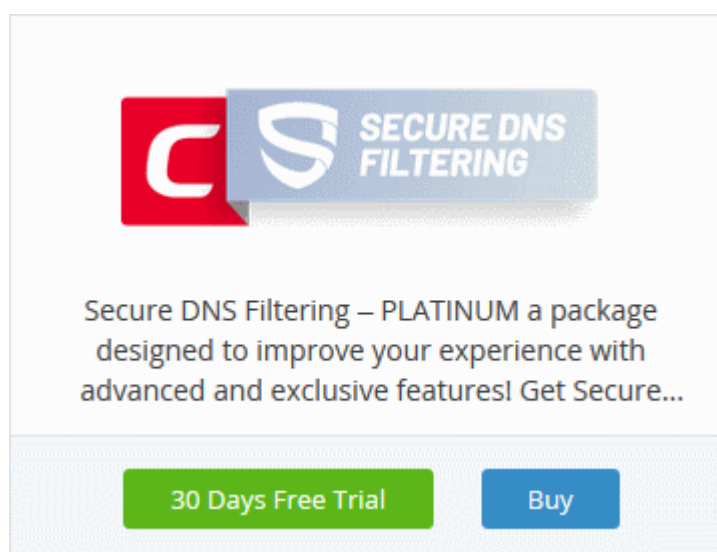 C
SECURE DNS
FILTERING
Secure DNS Filtering – PLATINUM a package
designed to improve your experience with
advanced and exclusive features! Get Secure...
30 Days Free Trial
Buy